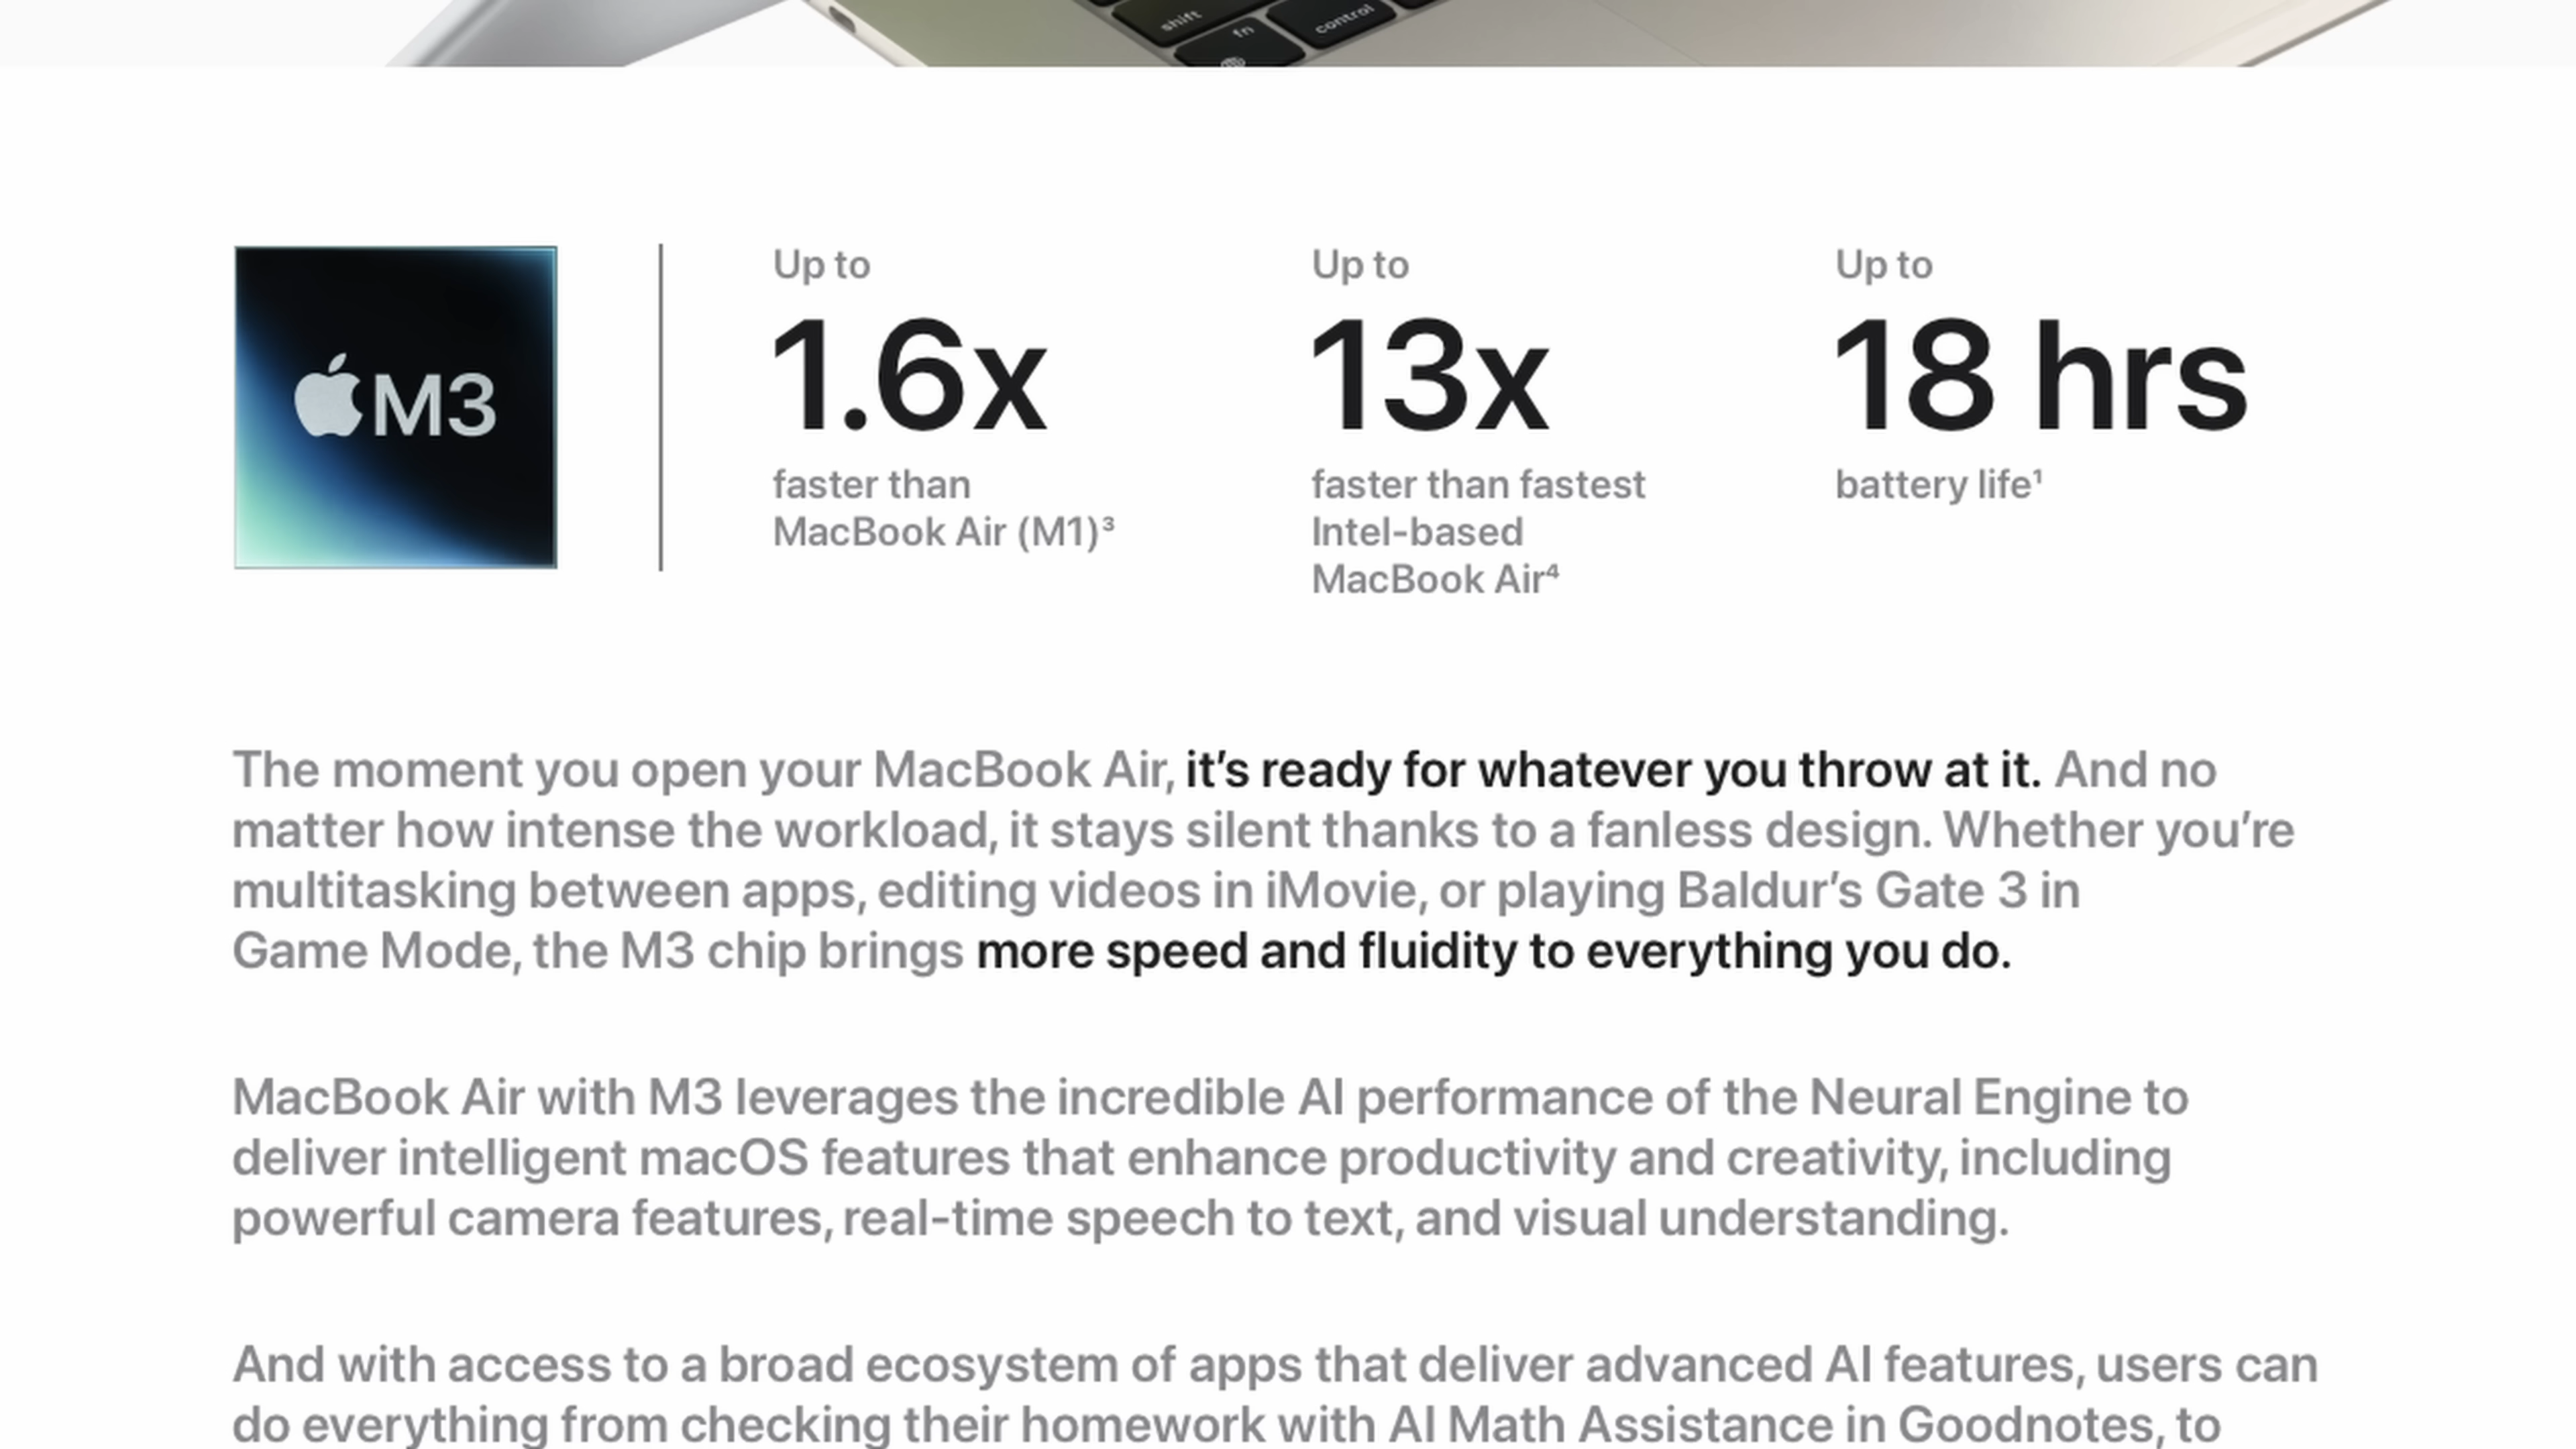 shift
fn
control
M3
Up to
1.6x
faster than
MacBook Air (M1)³
Up to
13x
faster than fastest
Intel-based
MacBook Air⁴
Up to
18 hrs
battery life¹
The moment you open your MacBook Air, it’s ready for whatever you throw at it. And no
matter how intense the workload, it stays silent thanks to a fanless design. Whether you’re
multitasking between apps, editing videos in iMovie, or playing Baldur’s Gate 3 in
Game Mode, the M3 chip brings more speed and fluidity to everything you do.
MacBook Air with M3 leverages the incredible AI performance of the Neural Engine to
deliver intelligent macOS features that enhance productivity and creativity, including
powerful camera features, real-time speech to text, and visual understanding.
And with access to a broad ecosystem of apps that deliver advanced AI features, users can
do everything from checking their homework with AI Math Assistance in Goodnotes, to